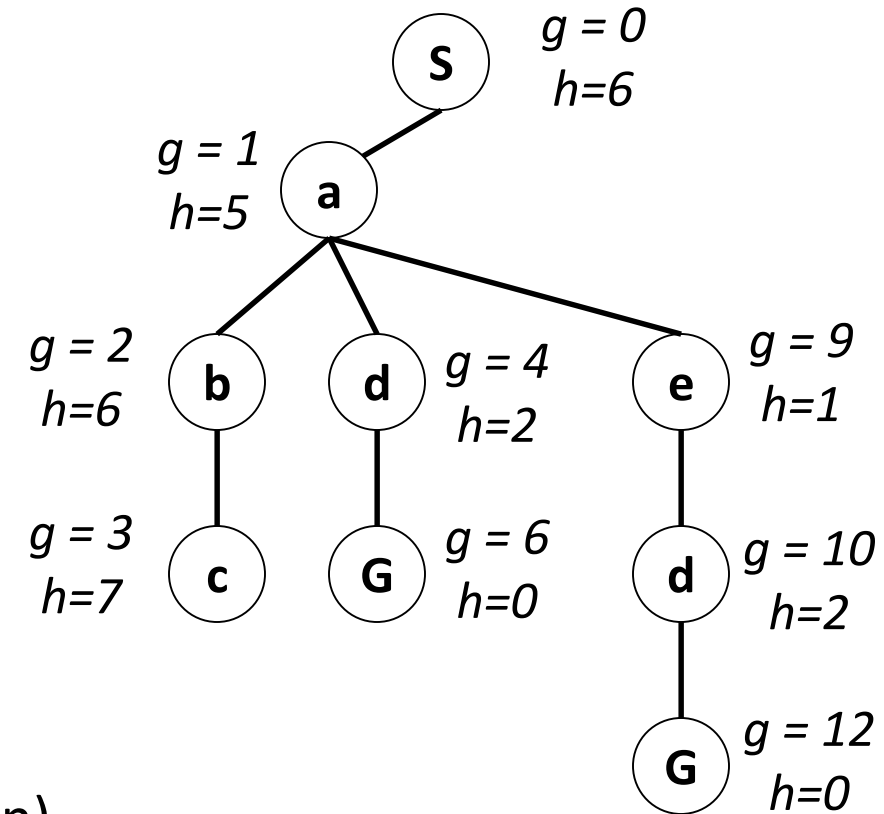 S
g = 0
h=6
g = 1
h=5
a
g = 2
h=6
b
d
g = 4
h=2
e
g = 9
h=1
g = 3
h=7
c
G
g = 6
h=0
d
g = 10
h=2
G
g = 12
h=0
n)